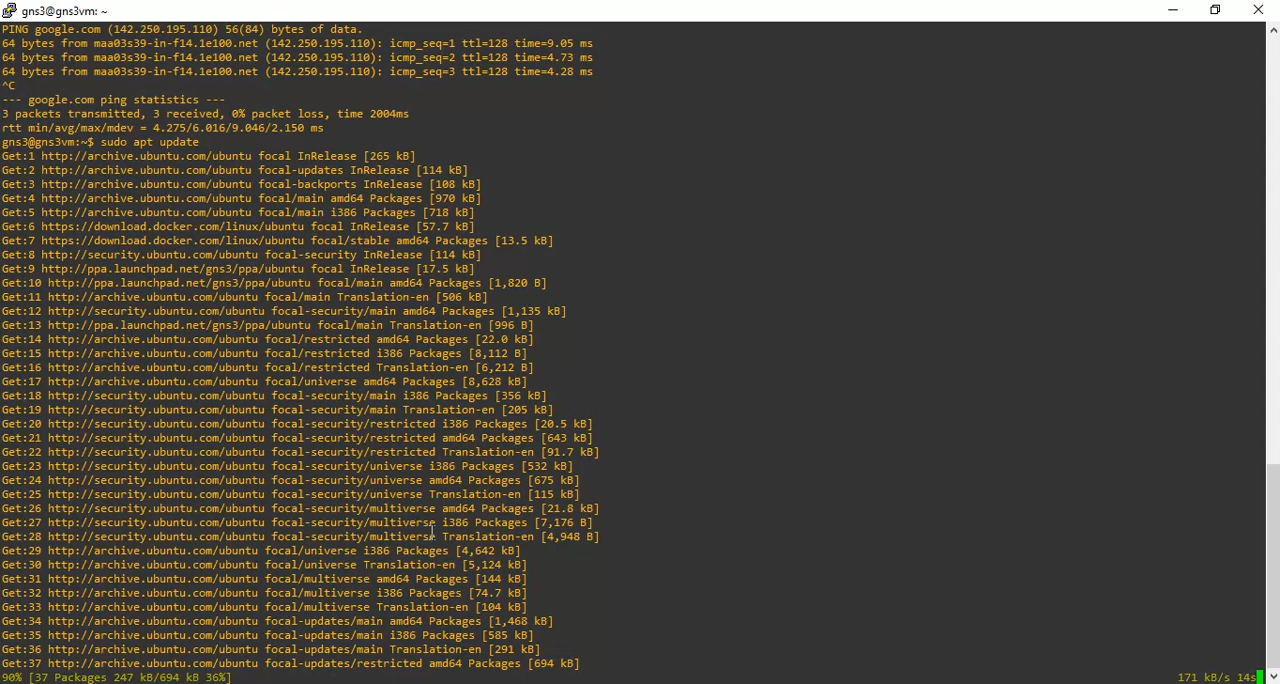 gns3@gns3vm: ~
PING google.com (142.250.195.110) 56(84) bytes of data.
64 bytes from maa03s39-in-f14.1e100.net (142.250.195.110): icmp_seq=1 ttl=128 time=9.05 ms
64 bytes from maa03s39-in-f14.1e100.net (142.250.195.110): icmp_seq=2 ttl=128 time=4.73 ms
64 bytes from maa03s39-in-f14.1e100.net (142.250.195.110): icmp_seq=3 ttl=128 time=4.28 ms
^C
--- google.com ping statistics ---
3 packets transmitted, 3 received, 0% packet loss, time 2004ms
rtt min/avg/max/mdev = 4.275/6.016/9.046/2.150 ms
gns3@gns3vm:~$ sudo apt update
Get:1 http://archive.ubuntu.com/ubuntu focal InRelease [265 kB]
Get:2 http://archive.ubuntu.com/ubuntu focal-updates InRelease [114 kB]
Get:3 http://archive.ubuntu.com/ubuntu focal-backports InRelease [108 kB]
Get:4 http://archive.ubuntu.com/ubuntu focal/main amd64 Packages [970 kB]
Get:5 http://archive.ubuntu.com/ubuntu focal/main i386 Packages [718 kB]
Get:6 https://download.docker.com/linux/ubuntu focal InRelease [57.7 kB]
Get:7 https://download.docker.com/linux/ubuntu focal/stable amd64 Packages [13.5 kB]
Get:8 http://security.ubuntu.com/ubuntu focal-security InRelease [114 kB]
Get:9 http://ppa.launchpad.net/gns3/ppa/ubuntu focal InRelease [17.5 kB]
Get:10 http://ppa.launchpad.net/gns3/ppa/ubuntu focal/main amd64 Packages [1,820 B]
Get:11 http://archive.ubuntu.com/ubuntu focal/main Translation-en [506 kB]
Get:12 http://security.ubuntu.com/ubuntu focal-security/main amd64 Packages [1,135 kB]
Get:13 http://ppa.launchpad.net/gns3/ppa/ubuntu focal/main Translation-en [996 B]
Get:14 http://archive.ubuntu.com/ubuntu focal/restricted amd64 Packages [22.0 kB]
Get:15 http://archive.ubuntu.com/ubuntu focal/restricted i386 Packages [8,112 B]
Get:16 http://archive.ubuntu.com/ubuntu focal/restricted Translation-en [6,212 B]
Get:17 http://archive.ubuntu.com/ubuntu focal/universe amd64 Packages [8,628 kB]
Get:18 http://security.ubuntu.com/ubuntu focal-security/main i386 Packages [356 kB]
Get:19 http://security.ubuntu.com/ubuntu focal-security/main Translation-en [205 kB]
Get:20 http://security.ubuntu.com/ubuntu focal-security/restricted i386 Packages [20.5 kB]
Get:21 http://security.ubuntu.com/ubuntu focal-security/restricted amd64 Packages [643 kB]
Get:22 http://security.ubuntu.com/ubuntu focal-security/restricted Translation-en [91.7 kB]
Get:23 http://security.ubuntu.com/ubuntu focal-security/universe i386 Packages [532 kB]
Get:24 http://security.ubuntu.com/ubuntu focal-security/universe amd64 Packages [675 kB]
Get:25 http://security.ubuntu.com/ubuntu focal-security/universe Translation-en [115 kB]
Get:26 http://security.ubuntu.com/ubuntu focal-security/multiverse amd64 Packages [21.8 kB]
Get:27 http://security.ubuntu.com/ubuntu focal-security/multiverse i386 Packages [7,176 B]
Get:28 http://security.ubuntu.com/ubuntu focal-security/multiverse Translation-en [4,948 B]
Get:29 http://archive.ubuntu.com/ubuntu focal/universe i386 Packages [4,642 kB]
Get:30 http://archive.ubuntu.com/ubuntu focal/universe Translation-en [5,124 kB]
Get:31 http://archive.ubuntu.com/ubuntu focal/multiverse amd64 Packages [144 kB]
Get:32 http://archive.ubuntu.com/ubuntu focal/multiverse i386 Packages [74.7 kB]
Get:33 http://archive.ubuntu.com/ubuntu focal/multiverse Translation-en [104 kB]
Get:34 http://archive.ubuntu.com/ubuntu focal-updates/main amd64 Packages [1,468 kB]
Get:35 http://archive.ubuntu.com/ubuntu focal-updates/main i386 Packages [585 kB]
Get:36 http://archive.ubuntu.com/ubuntu focal-updates/main Translation-en [291 kB]
Get:37 http://archive.ubuntu.com/ubuntu focal-updates/restricted amd64 Packages [694 kB]
90% [37 Packages 247 kB/694 kB 36%] 171 kB/s 14s